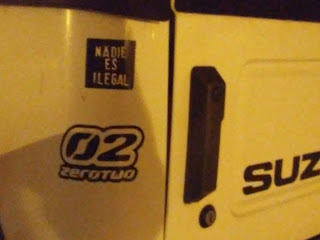 NADIE
ES
ILEGAL
02
ZEROTWO
SUZ